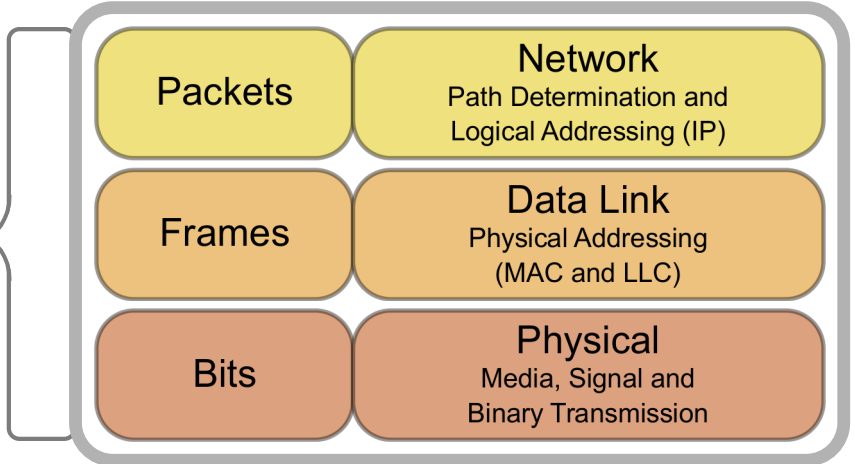 Packets
Network
Path Determination and
Logical Addressing (IP)
Frames
Data Link
Physical Addressing
(MAC and LLC)
Bits
Physical
Media, Signal and
Binary Transmission